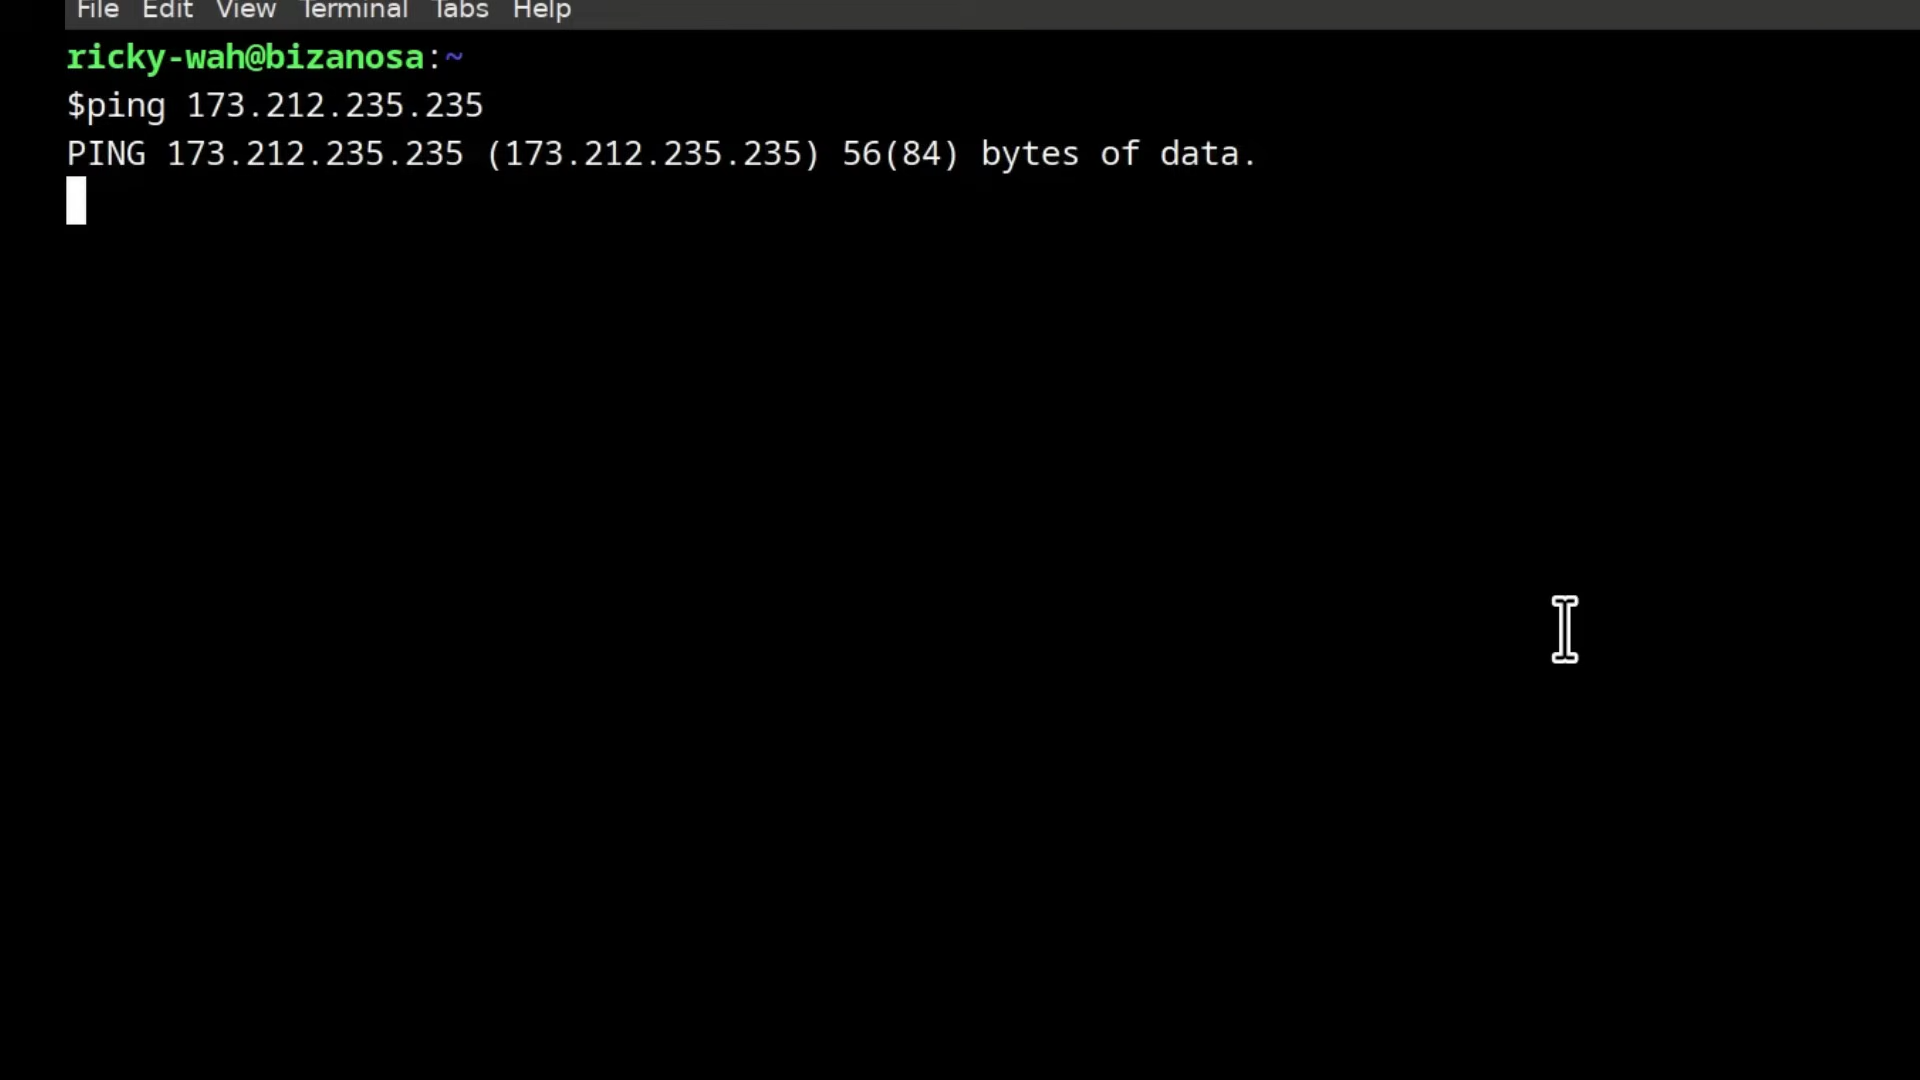 File Edit View Terminal Tabs Help
ricky-wah@bizanosa:~
$ping 173.212.235.235
PING 173.212.235.235 (173.212.235.235) 56(84) bytes of data.